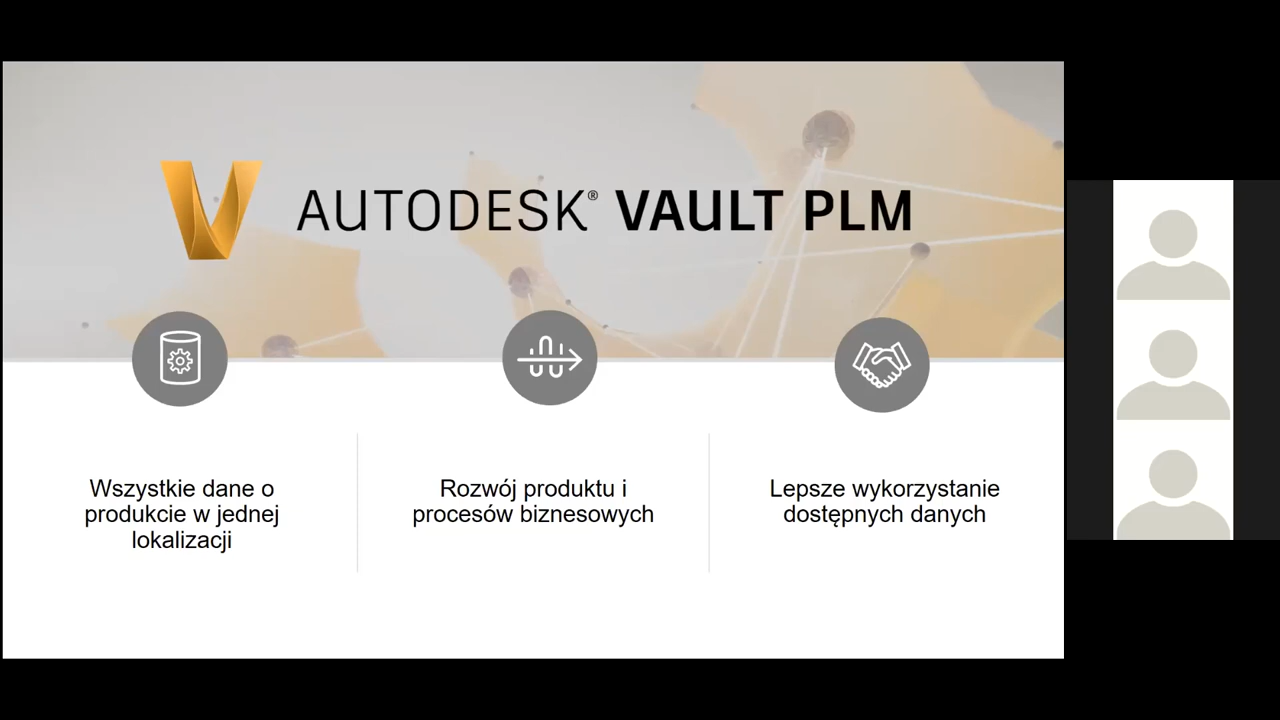 AUTODESK® VAULT PLM
Wszystkie dane o
produkcie w jednej
lokalizacji
Rozwój produktu i
procesów biznesowych
Lepsze wykorzystanie
dostępnych danych